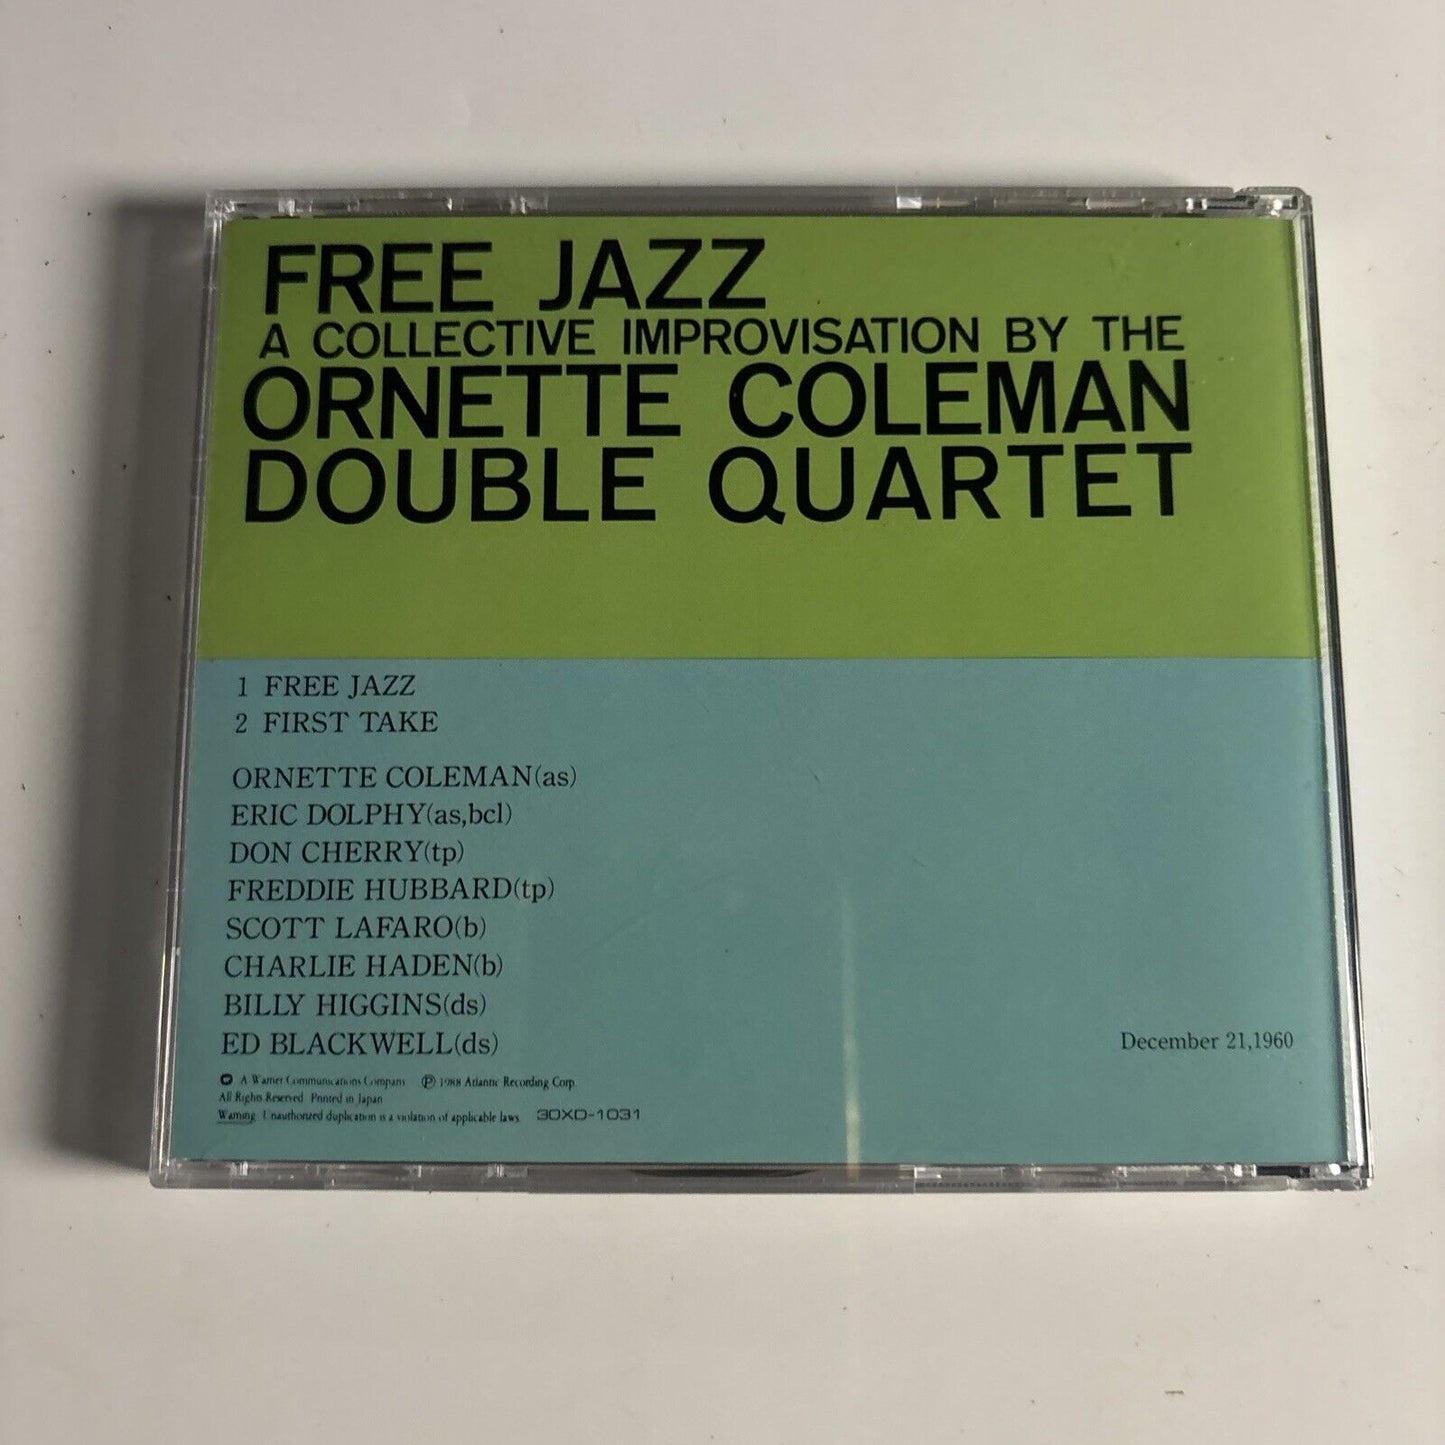 FREE JAZZ
A COLLECTIVE IMPROVISATION BY THE
ORNETTE COLEMAN
DOUBLE QUARTET
1 FREE JAZZ
2 FIRST TAKE
ORNETTE COLEMAN(as)
ERIC DOLPHY(as,bcl)
DON CHERRY(tp)
FREDDIE HUBBARD(tp)
SCOTT LAFARO(b)
CHARLIE HADEN(b)
BILLY HIGGINS(ds)
ED BLACKWELL(ds)
December 21,1960
A Warner Communications Company ℗ 1988 Atlantic Recording Corp.
All Rights Reserved Printed in Japan
Warning: Unauthorized duplication is a violation of applicable laws. 30XD-1031